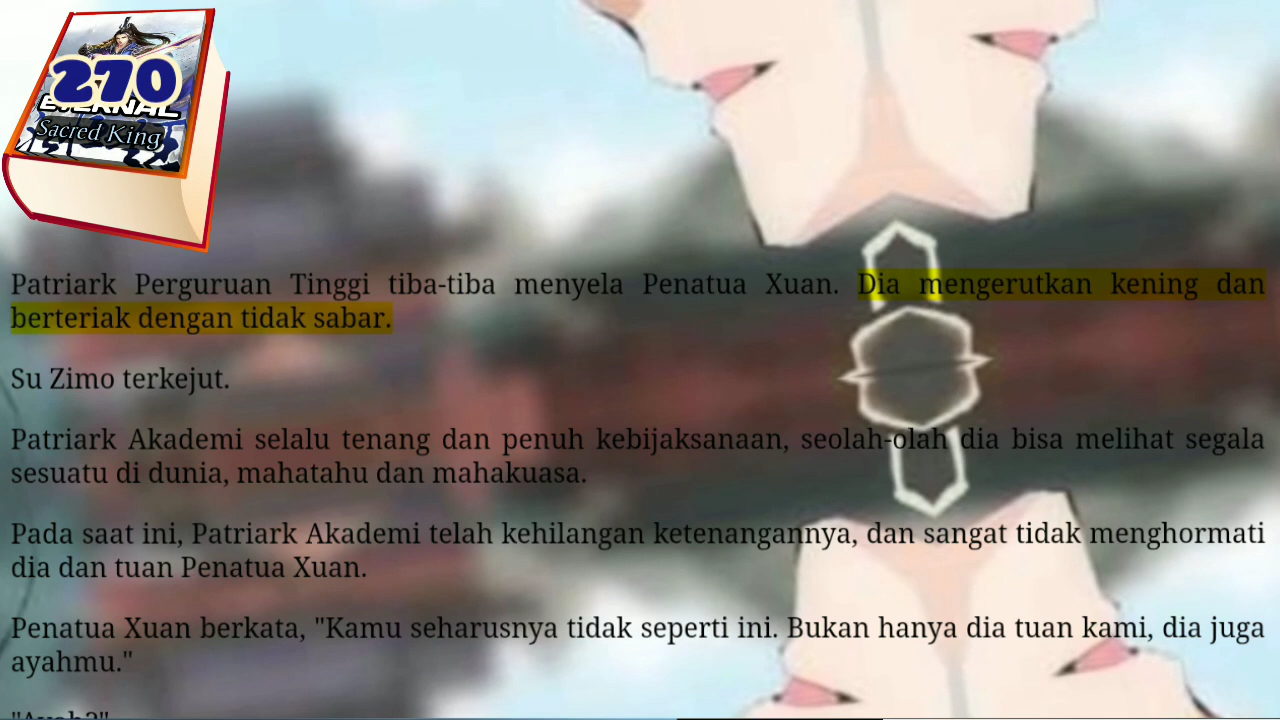 270
ETERNAL
Sacred King
Patriark Perguruan Tinggi tiba-tiba menyela Penatua Xuan. Dia mengerutkan kening dan
berteriak dengan tidak sabar.
Su Zimo terkejut.
Patriark Akademi selalu tenang dan penuh kebijaksanaan, seolah-olah dia bisa melihat segala
sesuatu di dunia, mahatahu dan mahakuasa.
Pada saat ini, Patriark Akademi telah kehilangan ketenangannya, dan sangat tidak menghormati
dia dan tuan Penatua Xuan.
Penatua Xuan berkata, "Kamu seharusnya tidak seperti ini. Bukan hanya dia tuan kami, dia juga
ayahmu."
"Ayah?"